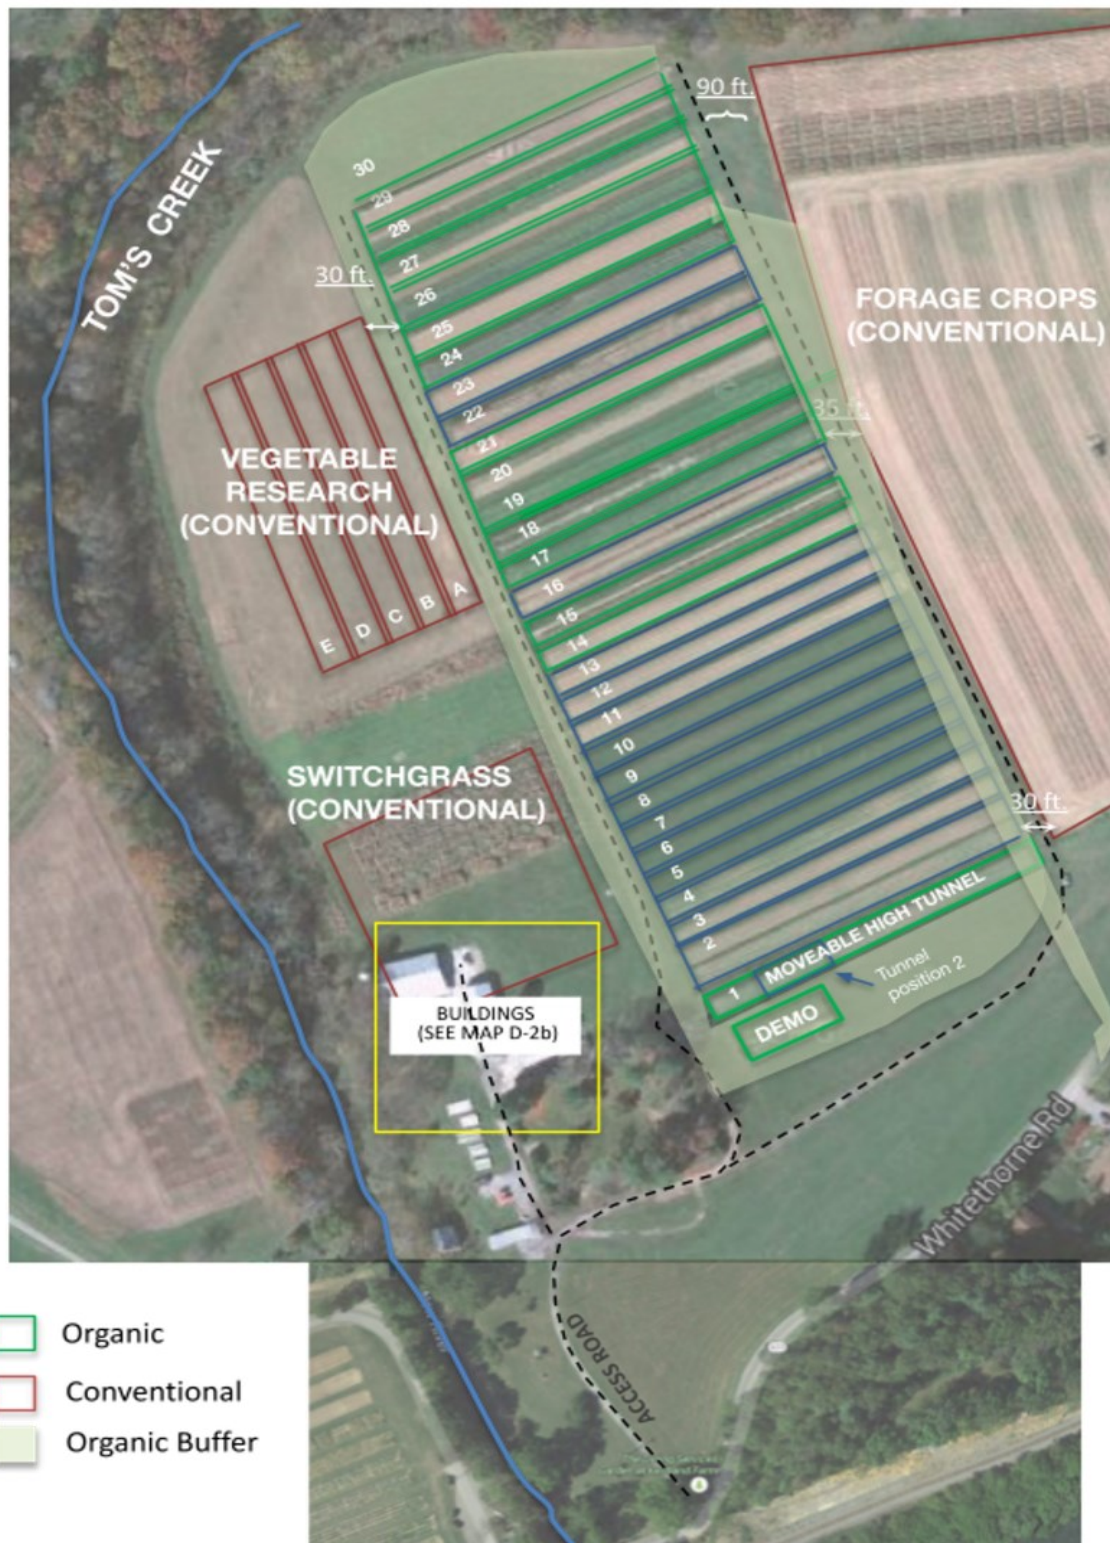 90 ft.
TOM'S CREEK
30
29
28
27
30 ft.
26
25
24
23
22
21
20
19
18
17
16
15
14
13
12
11
10
9
8
7
6
5
4
3
2
FORAGE CROPS
(CONVENTIONAL)
35 ft.
VEGETABLE
RESEARCH
(CONVENTIONAL)
E
D
C
B
A
SWITCHGRASS
(CONVENTIONAL)
30 ft.
1
MOVEABLE HIGH TUNNEL
Tunnel
position 2
DEMO
BUILDINGS
(SEE MAP D-2b)
Whitethorne Rd
ACCESS ROAD
Organic
Conventional
Organic Buffer